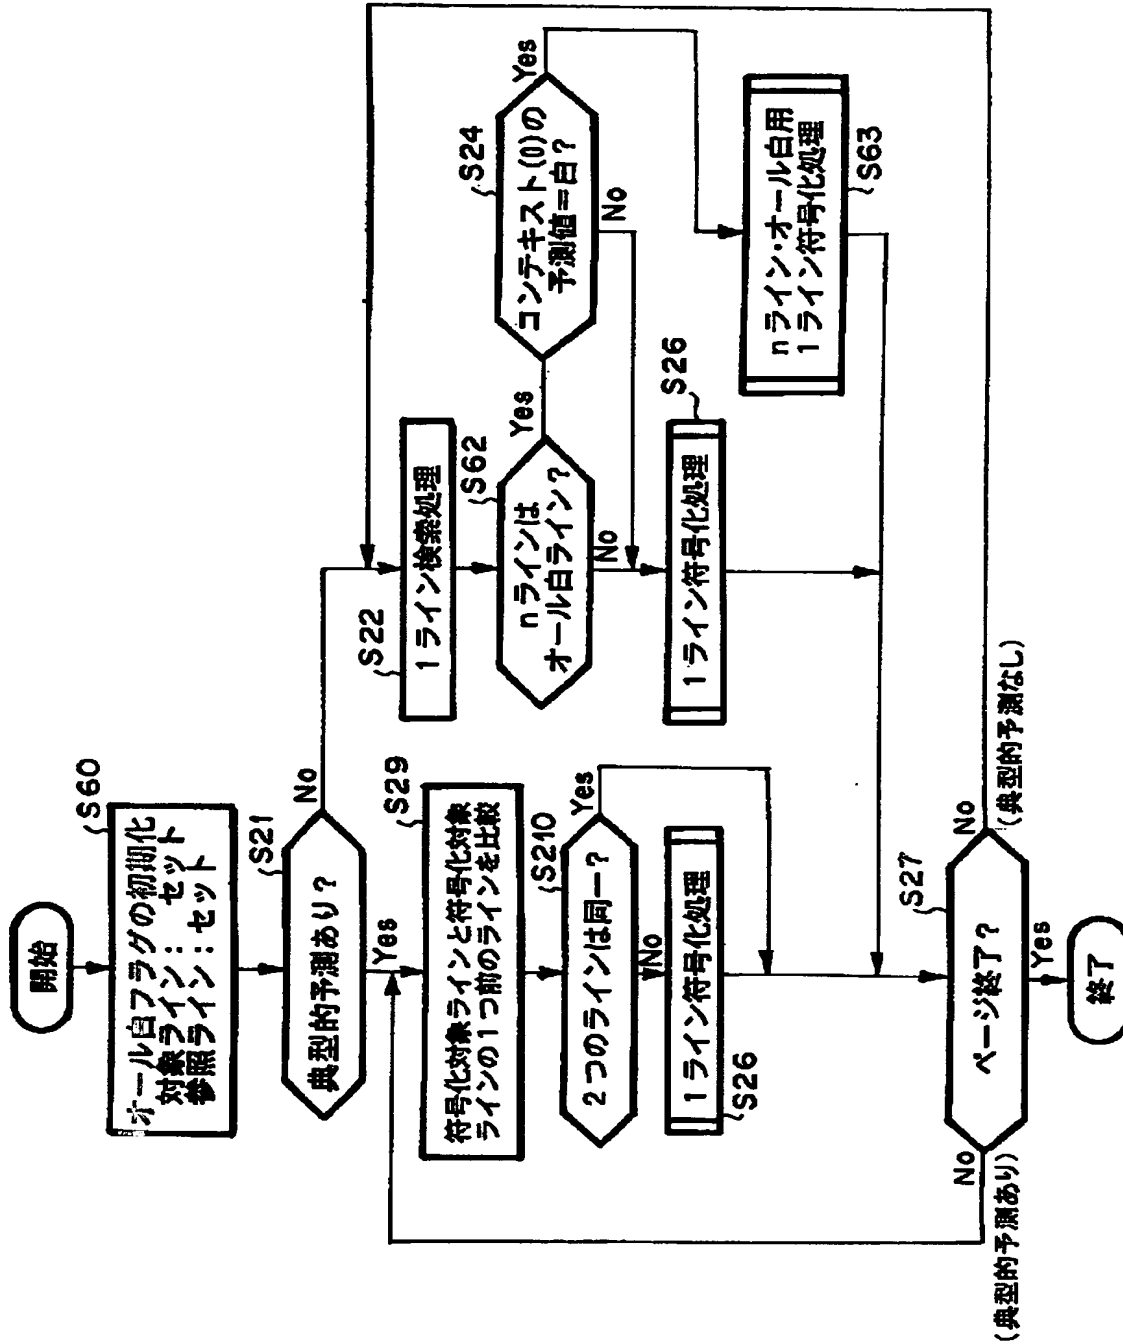 開始
S60
オール白フラグの初期化
対象ライン：セット
参照ライン：セット
S21
典型的予測あり？
No
Yes
S29
符号化対象ラインと符号化対象
ラインの1つ前のラインを比較
S210
2つのラインは同一？
Yes
No
1ライン符号化処理
S26
S22
1ライン検索処理
S62
nラインは
オール白ライン？
Yes
No
S24
コンテキスト(0)の
予測値＝白？
Yes
No
S26
1ライン符号化処理
nライン・オール白用
1ライン符号化処理
S63
S27
ページ終了？
No
(典型的予測あり)
No
(典型的予測なし)
Yes
終了